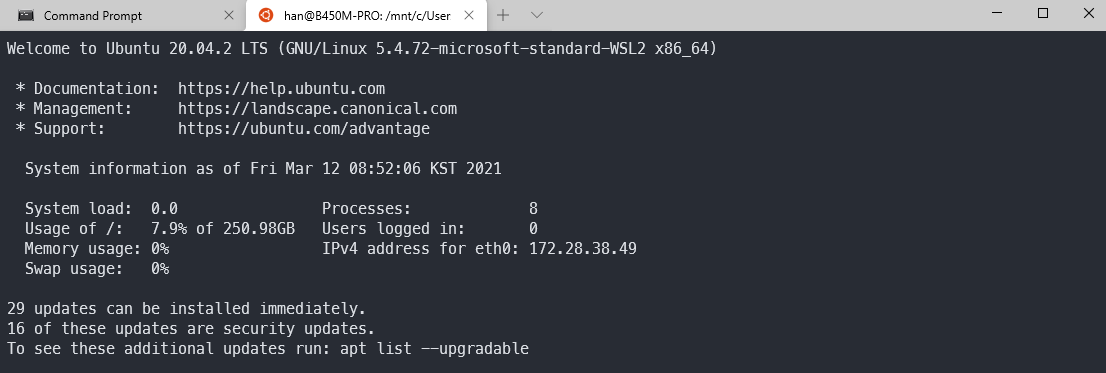 Command Prompt
han@B450M-PRO: /mnt/c/User
Welcome to Ubuntu 20.04.2 LTS (GNU/Linux 5.4.72-microsoft-standard-WSL2 x86_64)
* Documentation:  https://help.ubuntu.com
* Management:     https://landscape.canonical.com
* Support:        https://ubuntu.com/advantage
System information as of Fri Mar 12 08:52:06 KST 2021
System load:  0.0                Processes:             8
Usage of /:   7.9% of 250.98GB   Users logged in:       0
Memory usage: 0%                 IPv4 address for eth0: 172.28.38.49
Swap usage:   0%
29 updates can be installed immediately.
16 of these updates are security updates.
To see these additional updates run: apt list --upgradable